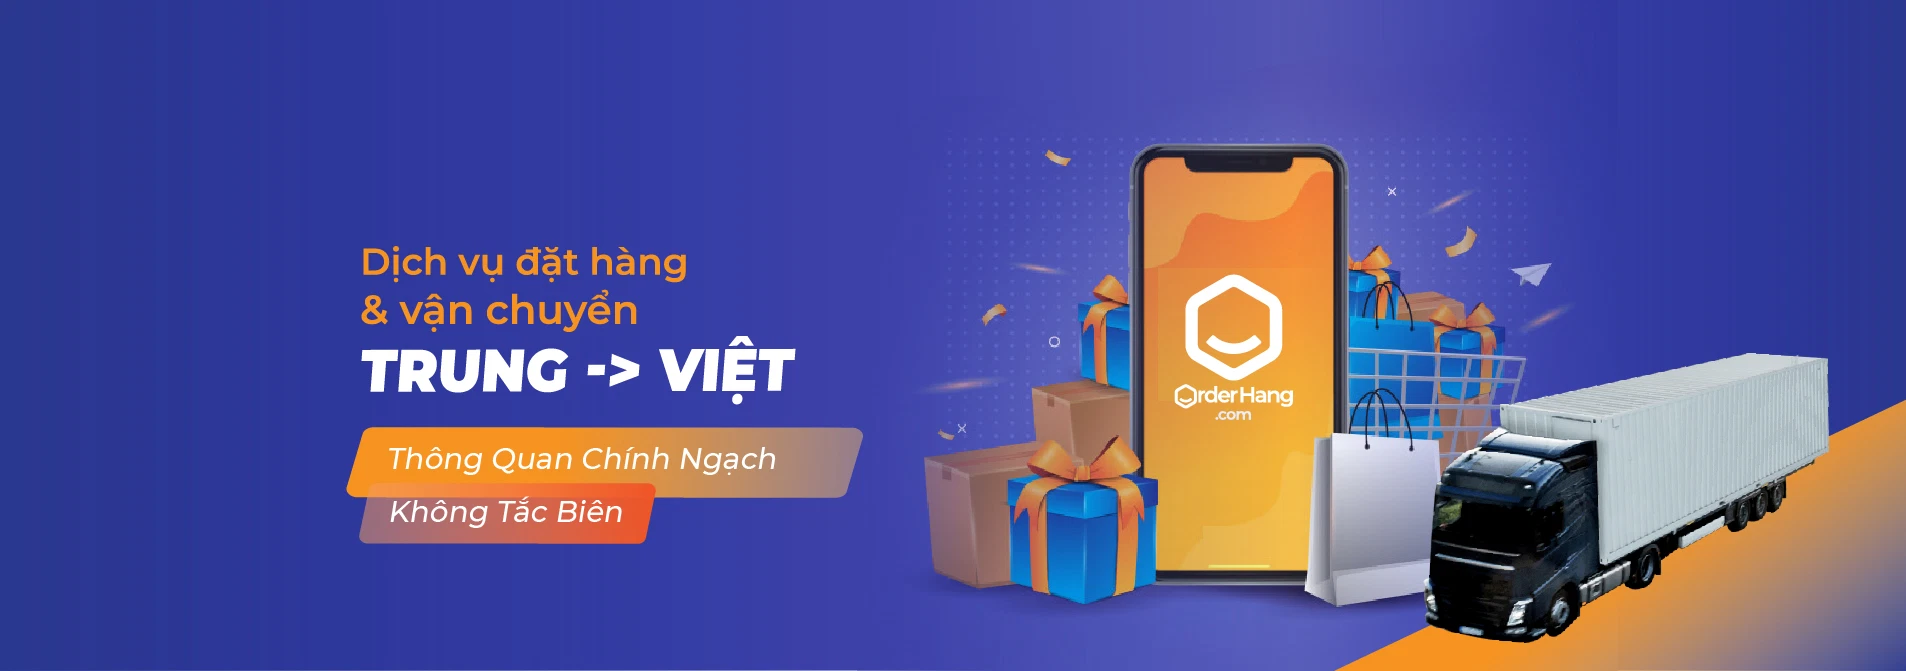 Dịch vụ đặt hàng
& vận chuyển
TRUNG -> VIỆT
Thông Quan Chính Ngạch
Không Tắc Biên
OrderHang
.com